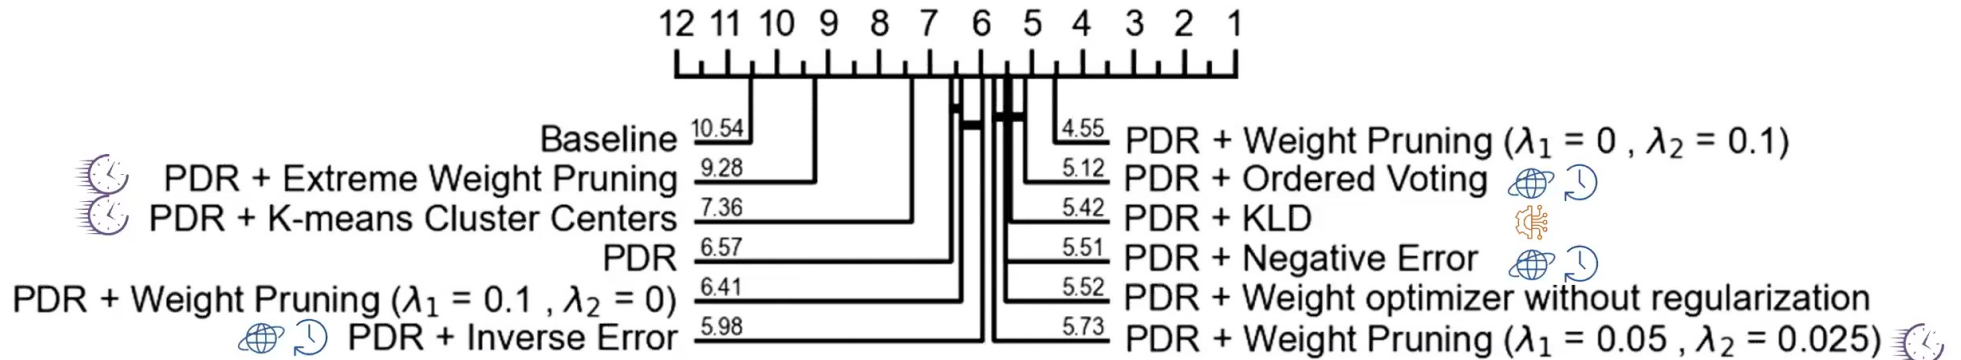 12 11 10 9 8 7 6 5 4 3 2 1
Baseline 10.54
PDR + Extreme Weight Pruning 9.28
PDR + K-means Cluster Centers 7.36
PDR 6.57
PDR + Weight Pruning (λ1 = 0.1 , λ2 = 0) 6.41
PDR + Inverse Error 5.98
4.55 PDR + Weight Pruning (λ1 = 0 , λ2 = 0.1)
5.12 PDR + Ordered Voting
5.42 PDR + KLD
5.51 PDR + Negative Error
5.52 PDR + Weight optimizer without regularization
5.73 PDR + Weight Pruning (λ1 = 0.05 , λ2 = 0.025)